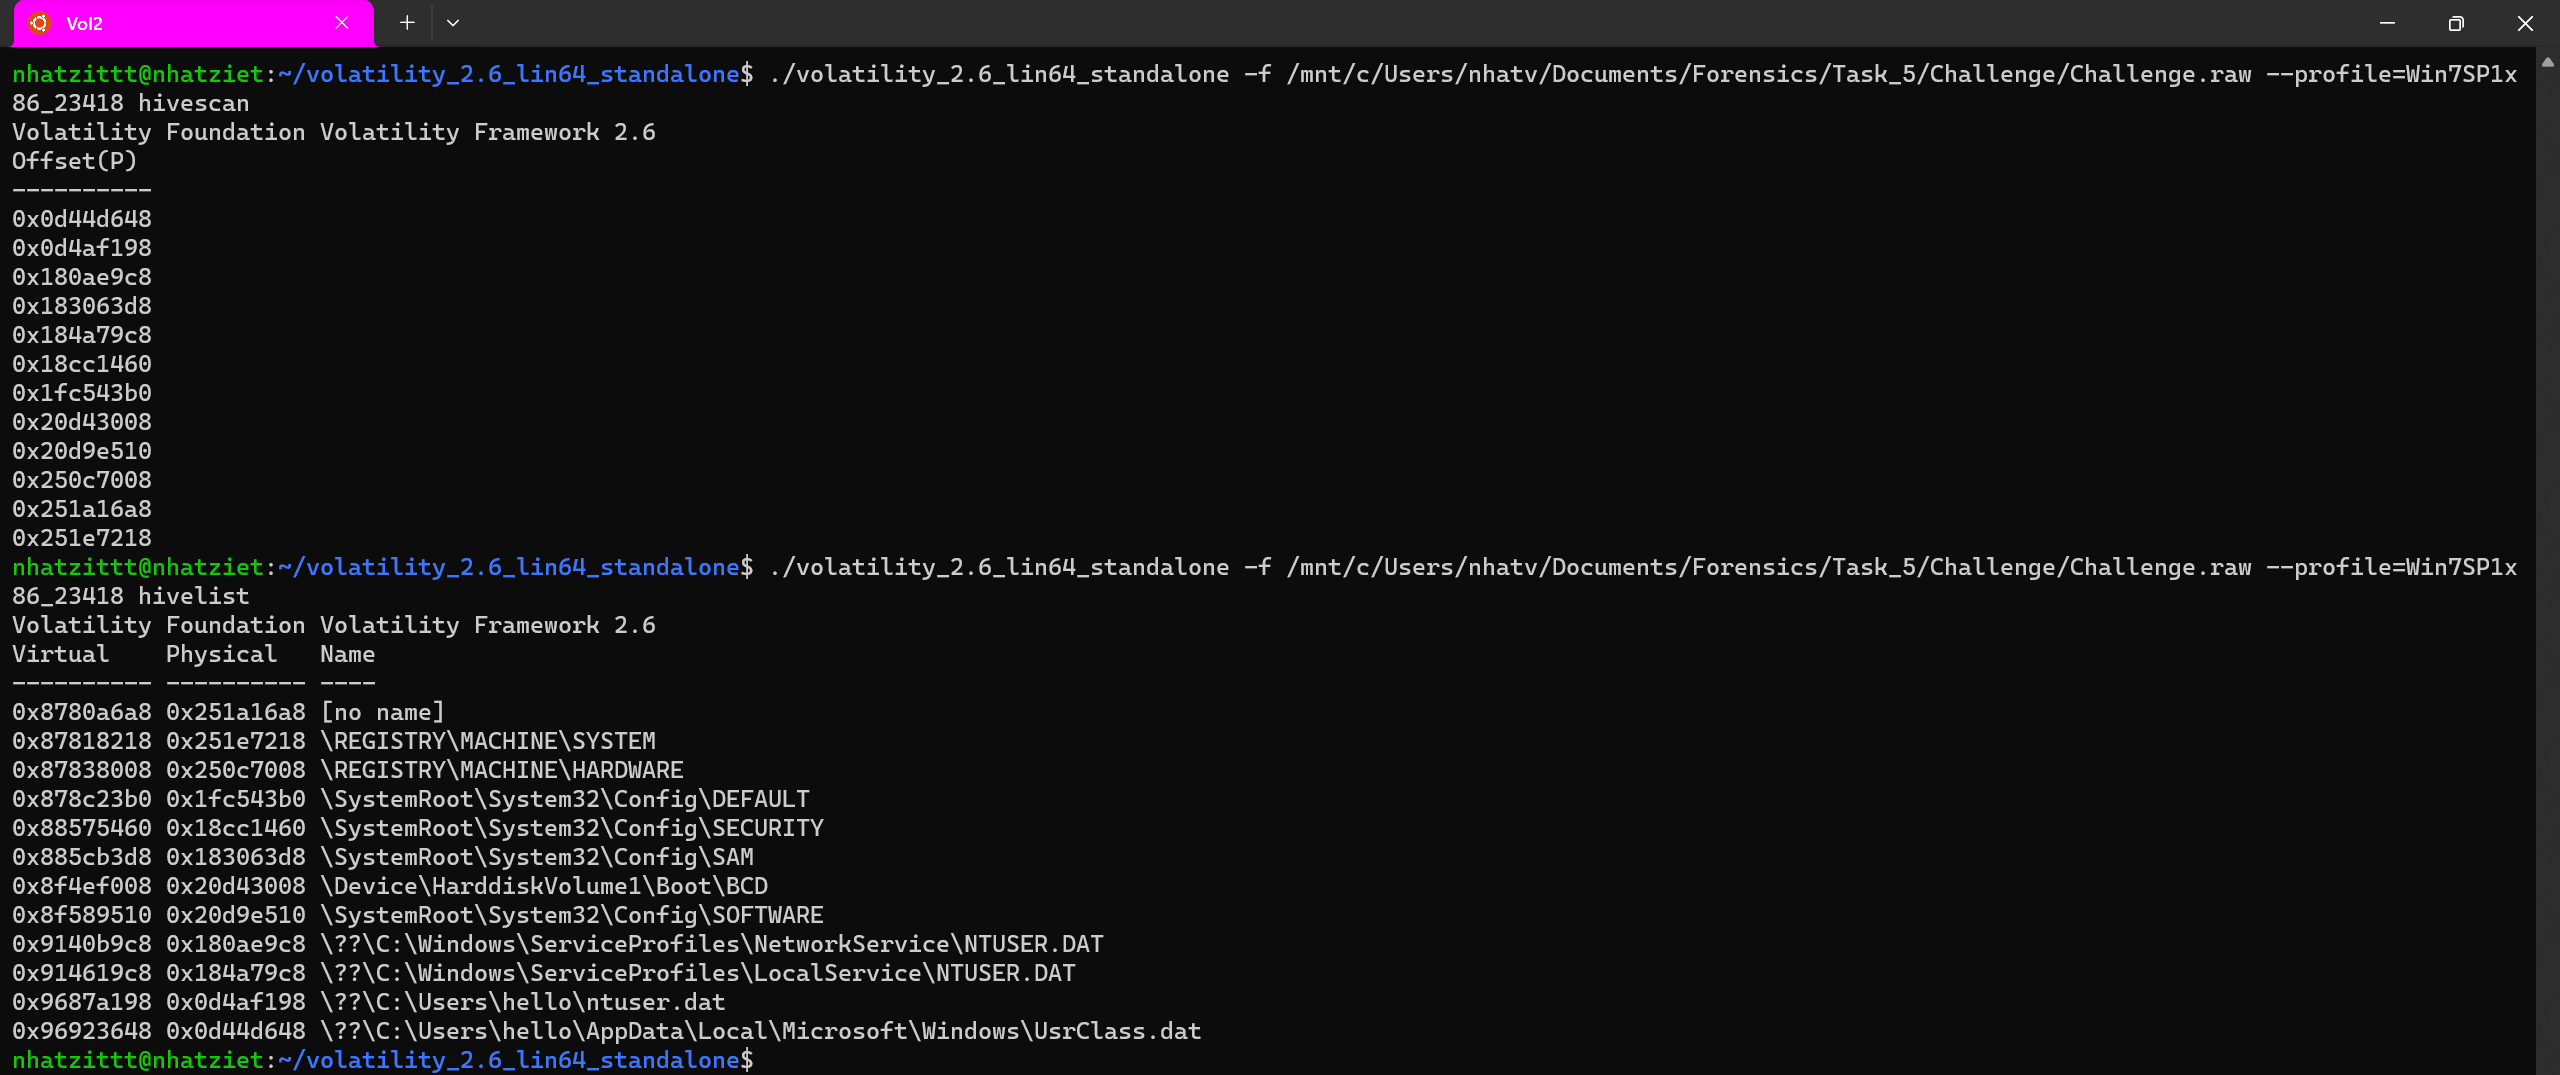 Vol2
nhatzittt@nhatziet:~/volatility_2.6_lin64_standalone$ ./volatility_2.6_lin64_standalone -f /mnt/c/Users/nhatv/Documents/Forensics/Task_5/Challenge/Challenge.raw --profile=Win7SP1x
86_23418 hivescan
Volatility Foundation Volatility Framework 2.6
Offset(P)
----------
0x0d44d648
0x0d4af198
0x180ae9c8
0x183063d8
0x184a79c8
0x18cc1460
0x1fc543b0
0x20d43008
0x20d9e510
0x250c7008
0x251a16a8
0x251e7218
nhatzittt@nhatziet:~/volatility_2.6_lin64_standalone$ ./volatility_2.6_lin64_standalone -f /mnt/c/Users/nhatv/Documents/Forensics/Task_5/Challenge/Challenge.raw --profile=Win7SP1x
86_23418 hivelist
Volatility Foundation Volatility Framework 2.6
Virtual    Physical   Name
---------- ---------- ----
0x8780a6a8 0x251a16a8 [no name]
0x87818218 0x251e7218 \REGISTRY\MACHINE\SYSTEM
0x87838008 0x250c7008 \REGISTRY\MACHINE\HARDWARE
0x878c23b0 0x1fc543b0 \SystemRoot\System32\Config\DEFAULT
0x88575460 0x18cc1460 \SystemRoot\System32\Config\SECURITY
0x885cb3d8 0x183063d8 \SystemRoot\System32\Config\SAM
0x8f4ef008 0x20d43008 \Device\HarddiskVolume1\Boot\BCD
0x8f589510 0x20d9e510 \SystemRoot\System32\Config\SOFTWARE
0x9140b9c8 0x180ae9c8 \??\C:\Windows\ServiceProfiles\NetworkService\NTUSER.DAT
0x914619c8 0x184a79c8 \??\C:\Windows\ServiceProfiles\LocalService\NTUSER.DAT
0x9687a198 0x0d4af198 \??\C:\Users\hello\ntuser.dat
0x96923648 0x0d44d648 \??\C:\Users\hello\AppData\Local\Microsoft\Windows\UsrClass.dat
nhatzittt@nhatziet:~/volatility_2.6_lin64_standalone$